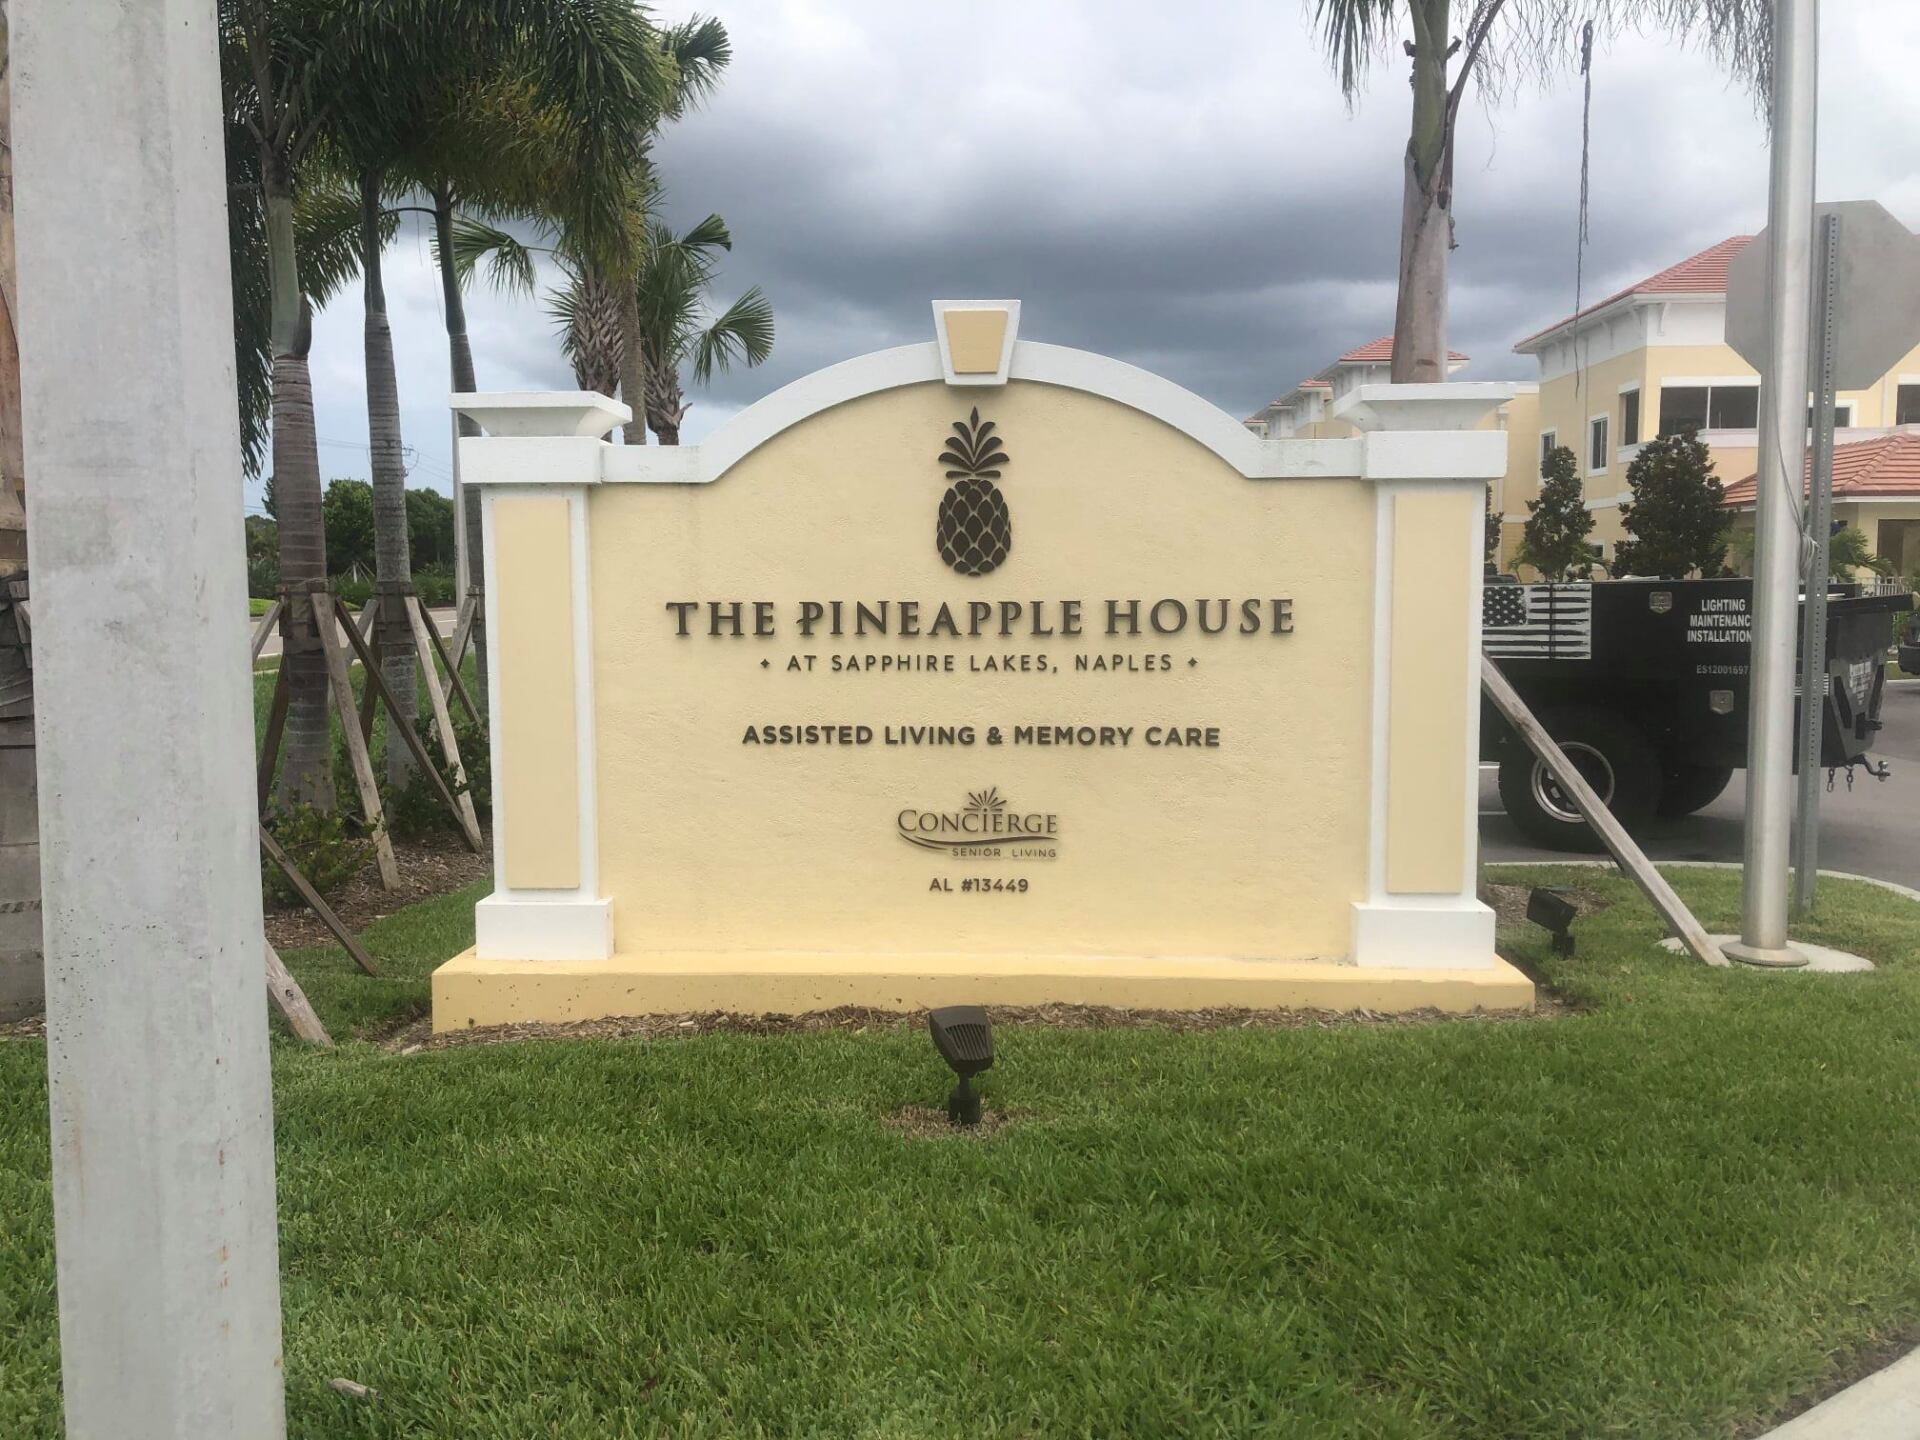 THE PINEAPPLE HOUSE
• AT SAPPHIRE LAKES, NAPLES •
ASSISTED LIVING & MEMORY CARE
CONCIERGE
SENIOR LIVING
AL #13449
LIGHTING
MAINTENANC
INSTALLATION
ES1200169